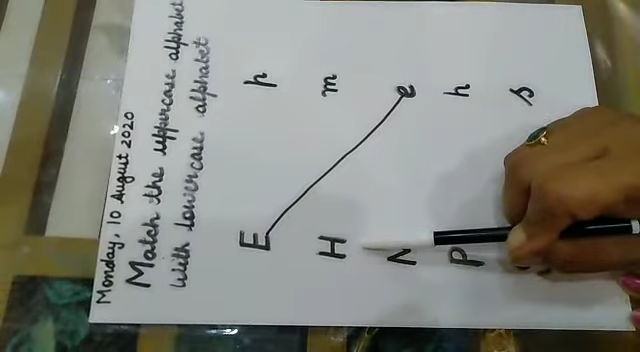 Monday, 10 August 2020
Match the uppercase alphabet
with lowercase alphabet
E p
H
N e
P h